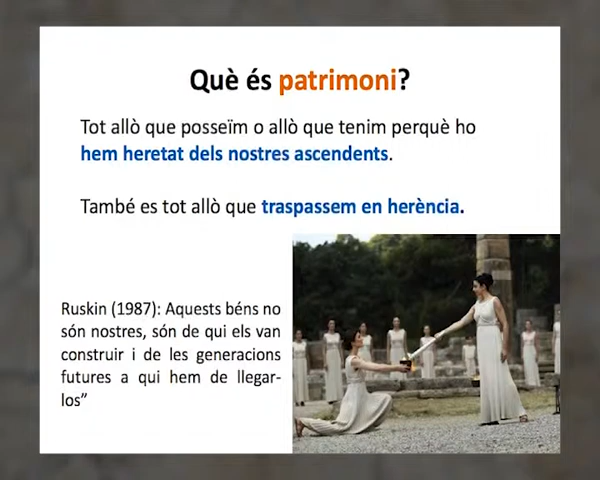 Què és patrimoni?
Tot allò que posseïm o allò que tenim perquè ho
hem heretat dels nostres ascendents.
També es tot allò que traspassem en herència.
Ruskin (1987): Aquests béns no
són nostres, són de qui els van
construir i de les generacions
futures a qui hem de llegar-
los”